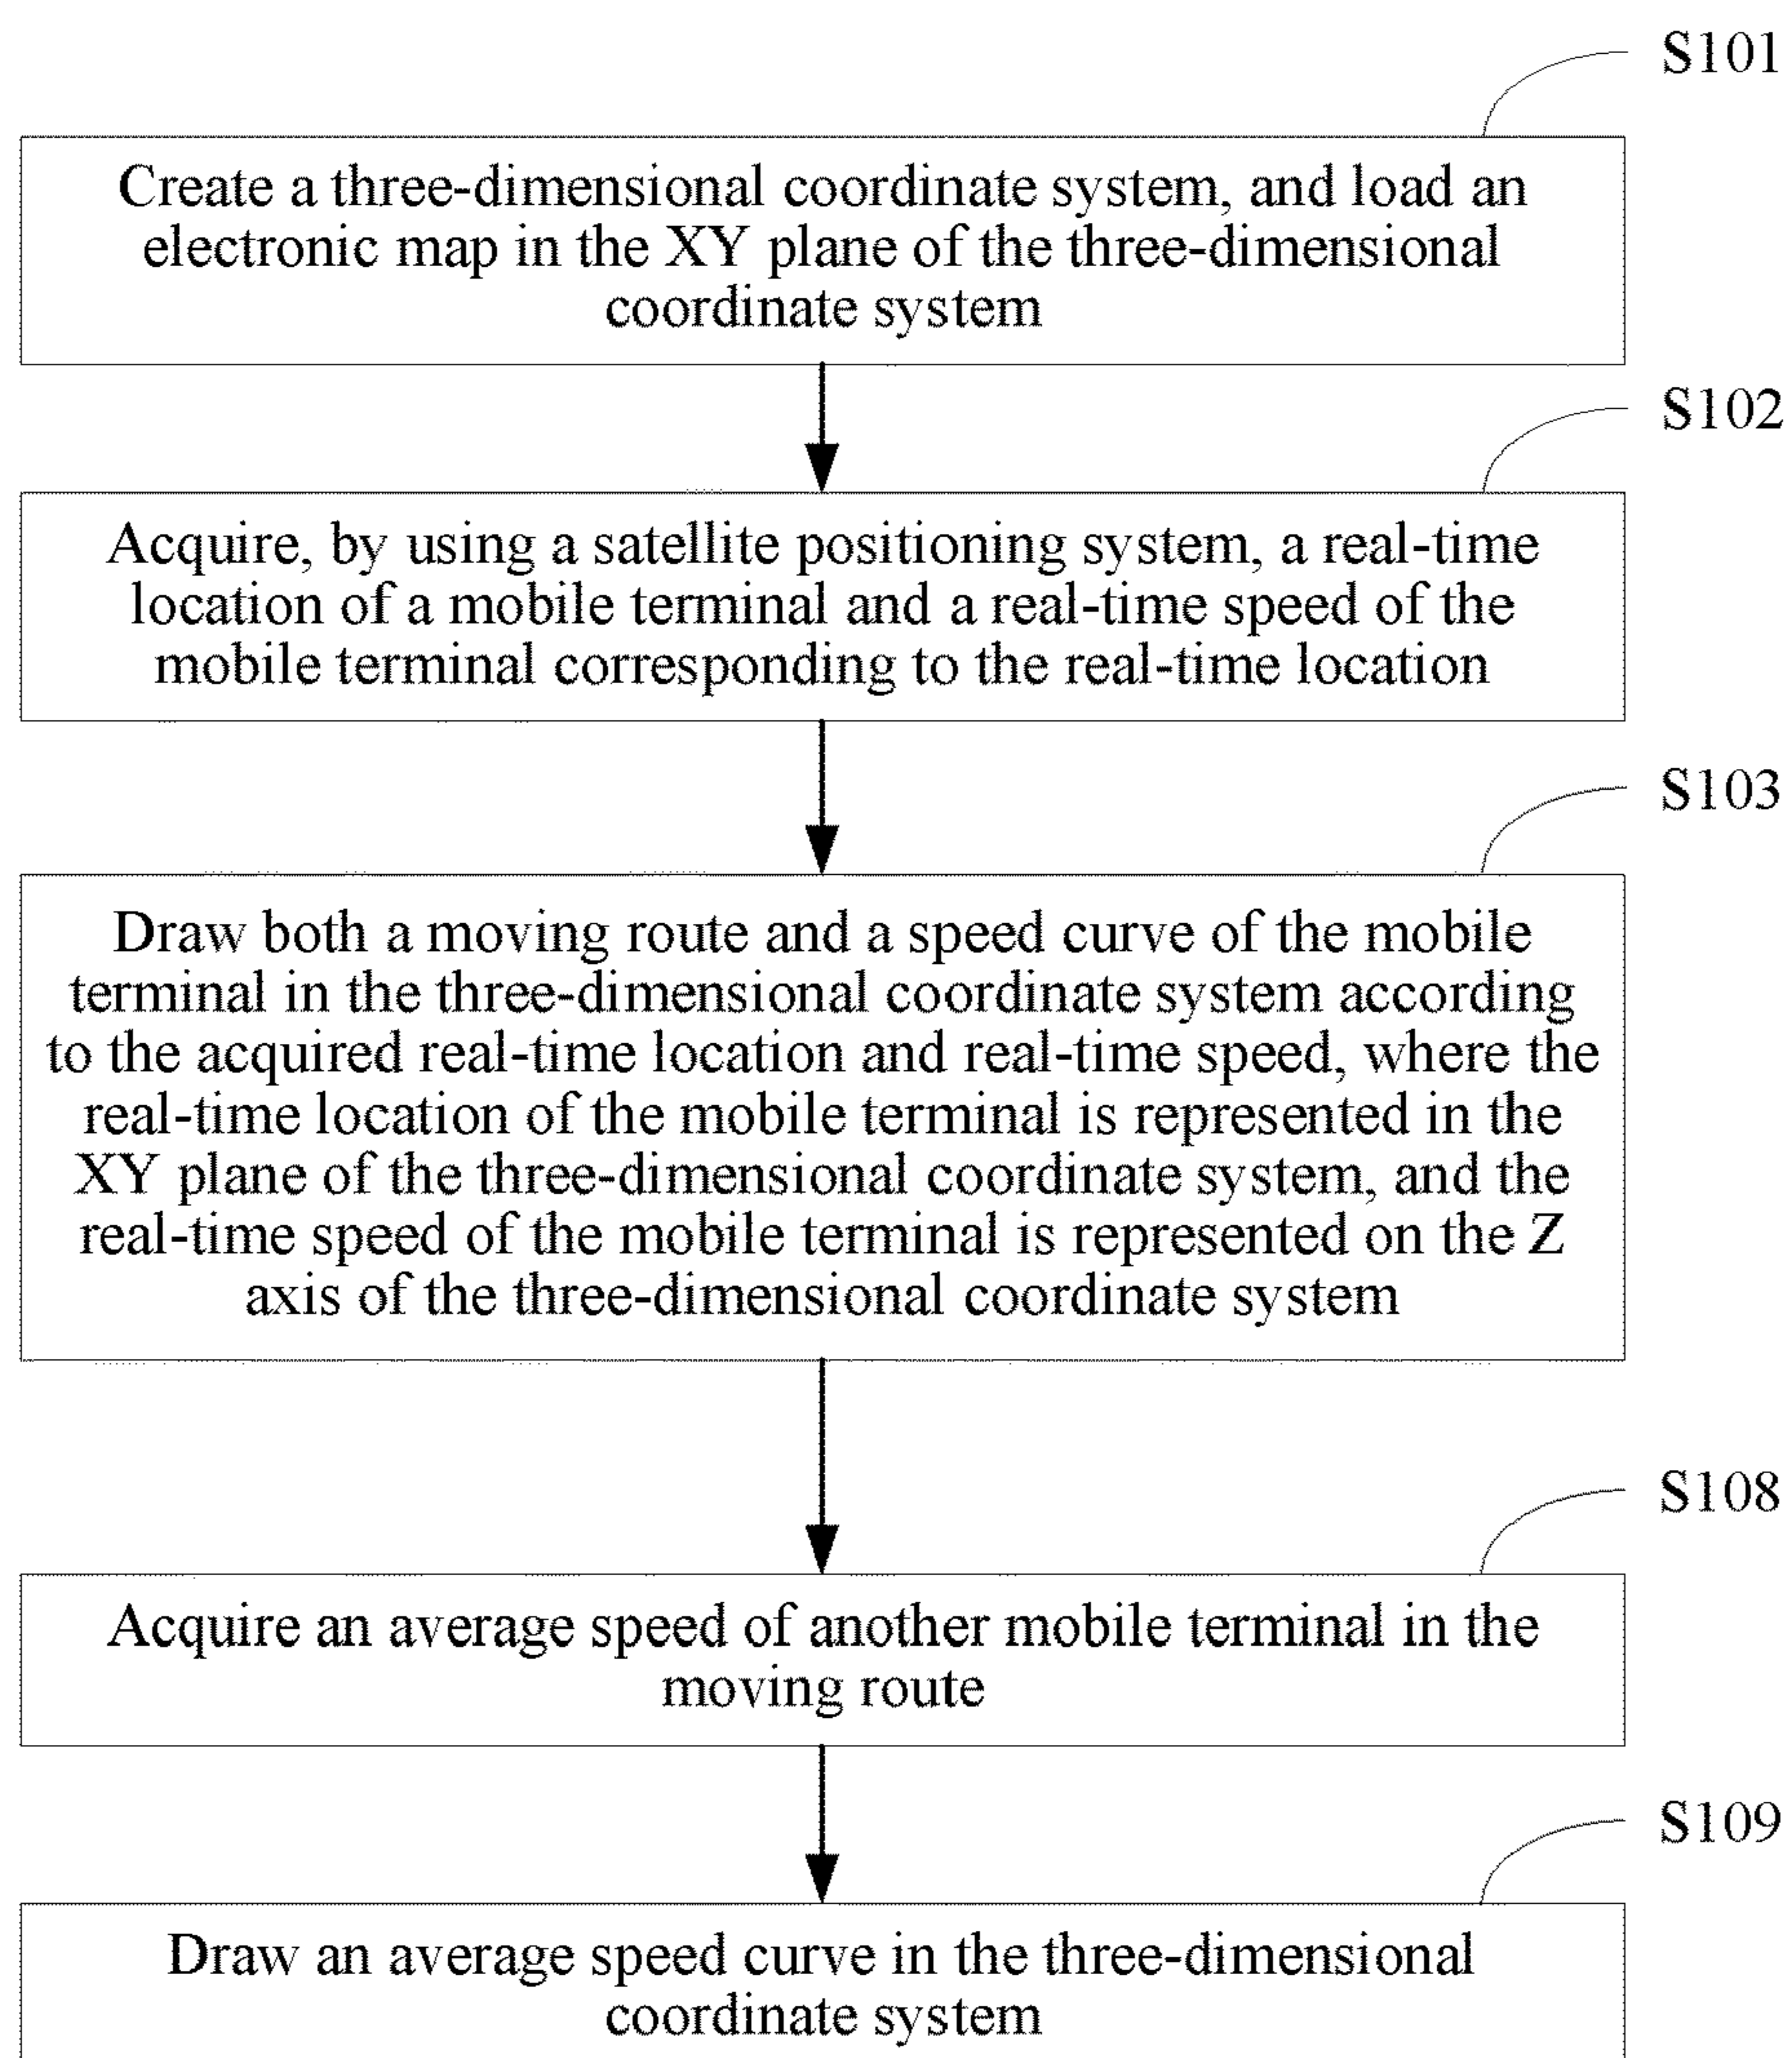 S101
Create a three-dimensional coordinate system, and load an
electronic map in the XY plane of the three-dimensional
coordinate system
S102
Acquire, by using a satellite positioning system, a real-time
location of a mobile terminal and a real-time speed of the
mobile terminal corresponding to the real-time location
S103
Draw both a moving route and a speed curve of the mobile
terminal in the three-dimensional coordinate system according
to the acquired real-time location and real-time speed, where the
real-time location of the mobile terminal is represented in the
XY plane of the three-dimensional coordinate system, and the
real-time speed of the mobile terminal is represented on the Z
axis of the three-dimensional coordinate system
S108
Acquire an average speed of another mobile terminal in the
moving route
S109
Draw an average speed curve in the three-dimensional
coordinate system